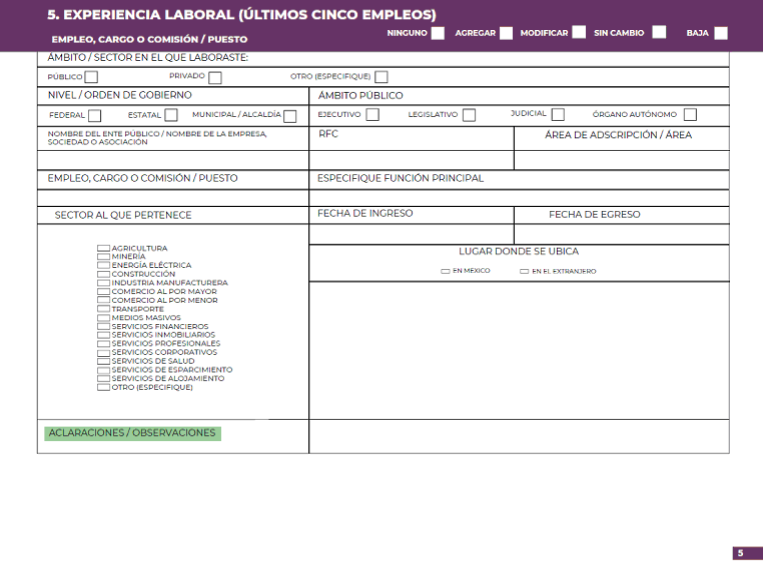 5. EXPERIENCIA LABORAL (ÚLTIMOS CINCO EMPLEOS)
EMPLEO, CARGO O COMISIÓN / PUESTO
NINGUNO AGREGAR MODIFICAR SIN CAMBIO BAJA
ÁMBITO / SECTOR EN EL QUE LABORASTE:
PÚBLICO PRIVADO OTRO (ESPECIFIQUE)
NIVEL / ORDEN DE GOBIERNO ÁMBITO PÚBLICO
FEDERAL ESTATAL MUNICIPAL / ALCALDÍA EJECUTIVO LEGISLATIVO JUDICIAL ÓRGANO AUTÓNOMO
NOMBRE DEL ENTE PÚBLICO / NOMBRE DE LA EMPRESA,
SOCIEDAD O ASOCIACIÓN
RFC ÁREA DE ADSCRIPCIÓN / ÁREA
EMPLEO, CARGO O COMISIÓN / PUESTO ESPECIFIQUE FUNCIÓN PRINCIPAL
SECTOR AL QUE PERTENECE FECHA DE INGRESO FECHA DE EGRESO
LUGAR DONDE SE UBICA
EN MÉXICO EN EL EXTRANJERO
AGRICULTURA
MINERÍA
ENERGÍA ELÉCTRICA
CONSTRUCCIÓN
INDUSTRIA MANUFACTURERA
COMERCIO AL POR MAYOR
COMERCIO AL POR MENOR
TRANSPORTE
MEDIOS MASIVOS
SERVICIOS FINANCIEROS
SERVICIOS INMOBILIARIOS
SERVICIOS PROFESIONALES
SERVICIOS CORPORATIVOS
SERVICIOS DE SALUD
SERVICIOS DE ESPARCIMIENTO
SERVICIOS DE ALOJAMIENTO
OTRO (ESPECIFIQUE)
ACLARACIONES / OBSERVACIONES
5